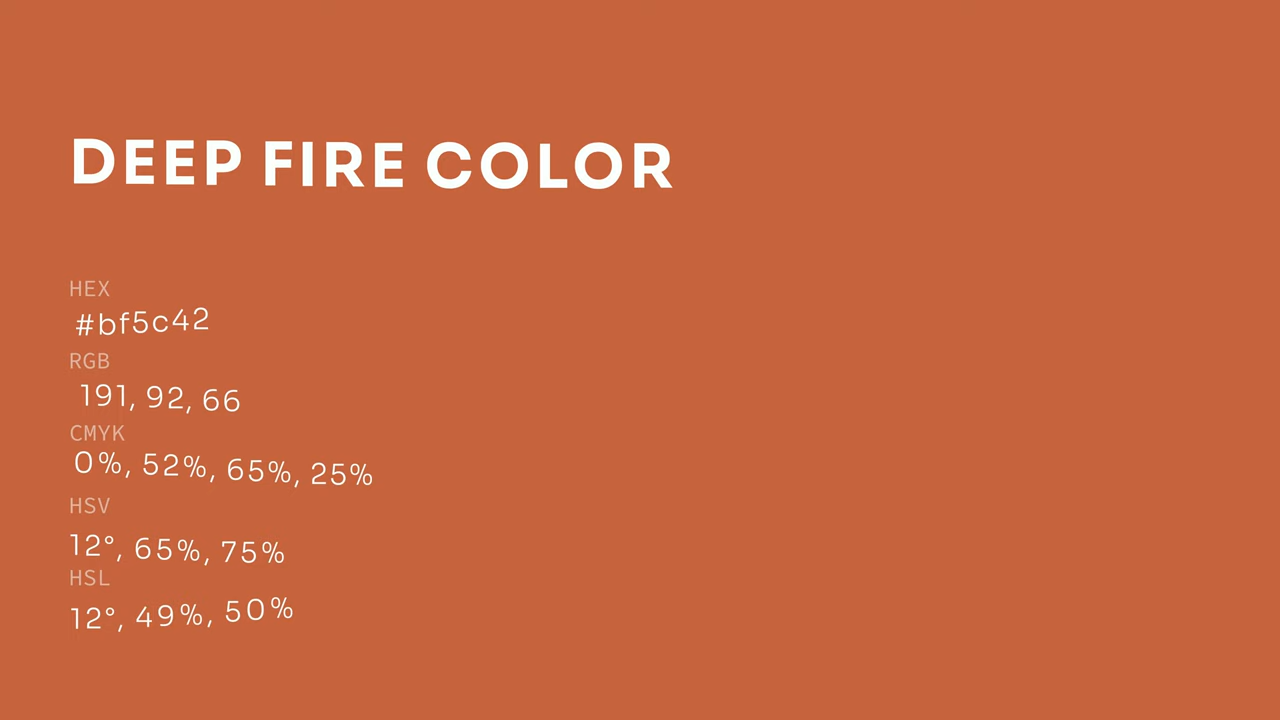 DEEP FIRE COLOR
HEX
#bf5c42
RGB
191, 92, 66
CMYK
0%, 52%, 65%, 25%
HSV
12°, 65%, 75%
HSL
12°, 49%, 50%